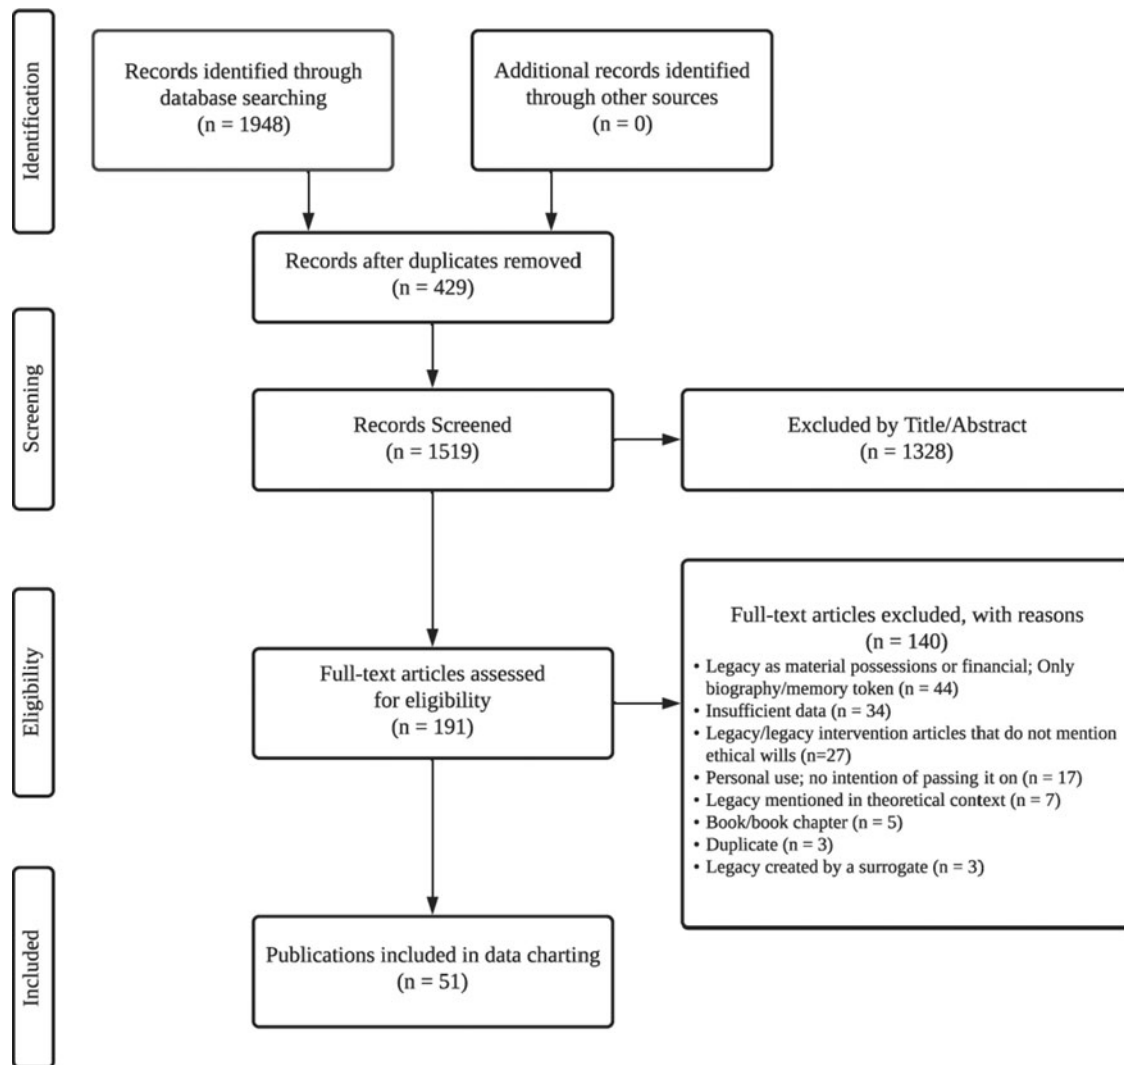 Identification
Records identified through
database searching
(n = 1948)
Additional records identified
through other sources
(n = 0)
Records after duplicates removed
(n = 429)
Screening
Records Screened
(n = 1519)
Excluded by Title/Abstract
(n = 1328)
Eligibility
Full-text articles assessed
for eligibility
(n = 191)
Full-text articles excluded, with reasons
(n = 140)
• Legacy as material possessions or financial; Only
biography/memory token (n = 44)
• Insufficient data (n = 34)
• Legacy/legacy intervention articles that do not mention
ethical wills (n=27)
• Personal use; no intention of passing it on (n = 17)
• Legacy mentioned in theoretical context (n = 7)
• Book/book chapter (n = 5)
• Duplicate (n = 3)
• Legacy created by a surrogate (n = 3)
Included
Publications included in data charting
(n = 51)